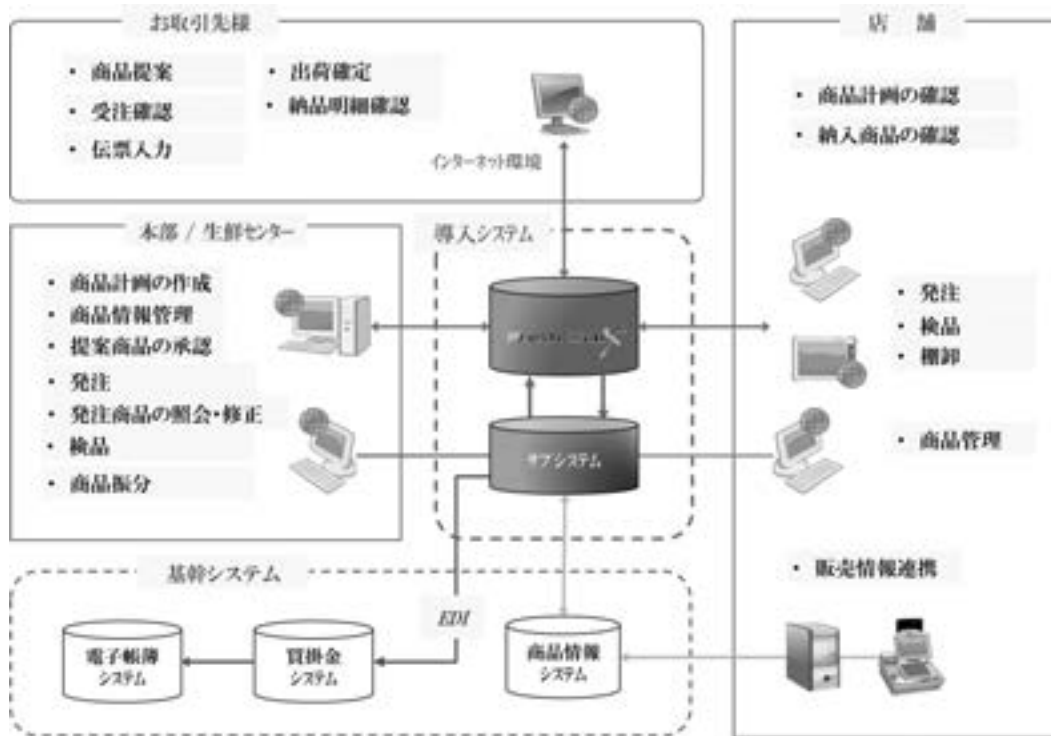 お取引先様
・ 商品提案
・ 受注確認
・ 伝票入力
・ 出荷確定
・ 納品明細確認
インターネット環境
店 舗
・ 商品計画の確認
・ 納入商品の確認
・ 発注
・ 検品
・ 棚卸
・ 商品管理
・ 販売情報連携
本部 / 生鮮センター
・ 商品計画の作成
・ 商品情報管理
・ 提案商品の承認
・ 発注
・ 発注商品の照会・修正
・ 検品
・ 商品振分
導入システム
サブシステム
基幹システム
EDI
電子帳簿
システム
買掛金
システム
商品情報
システム